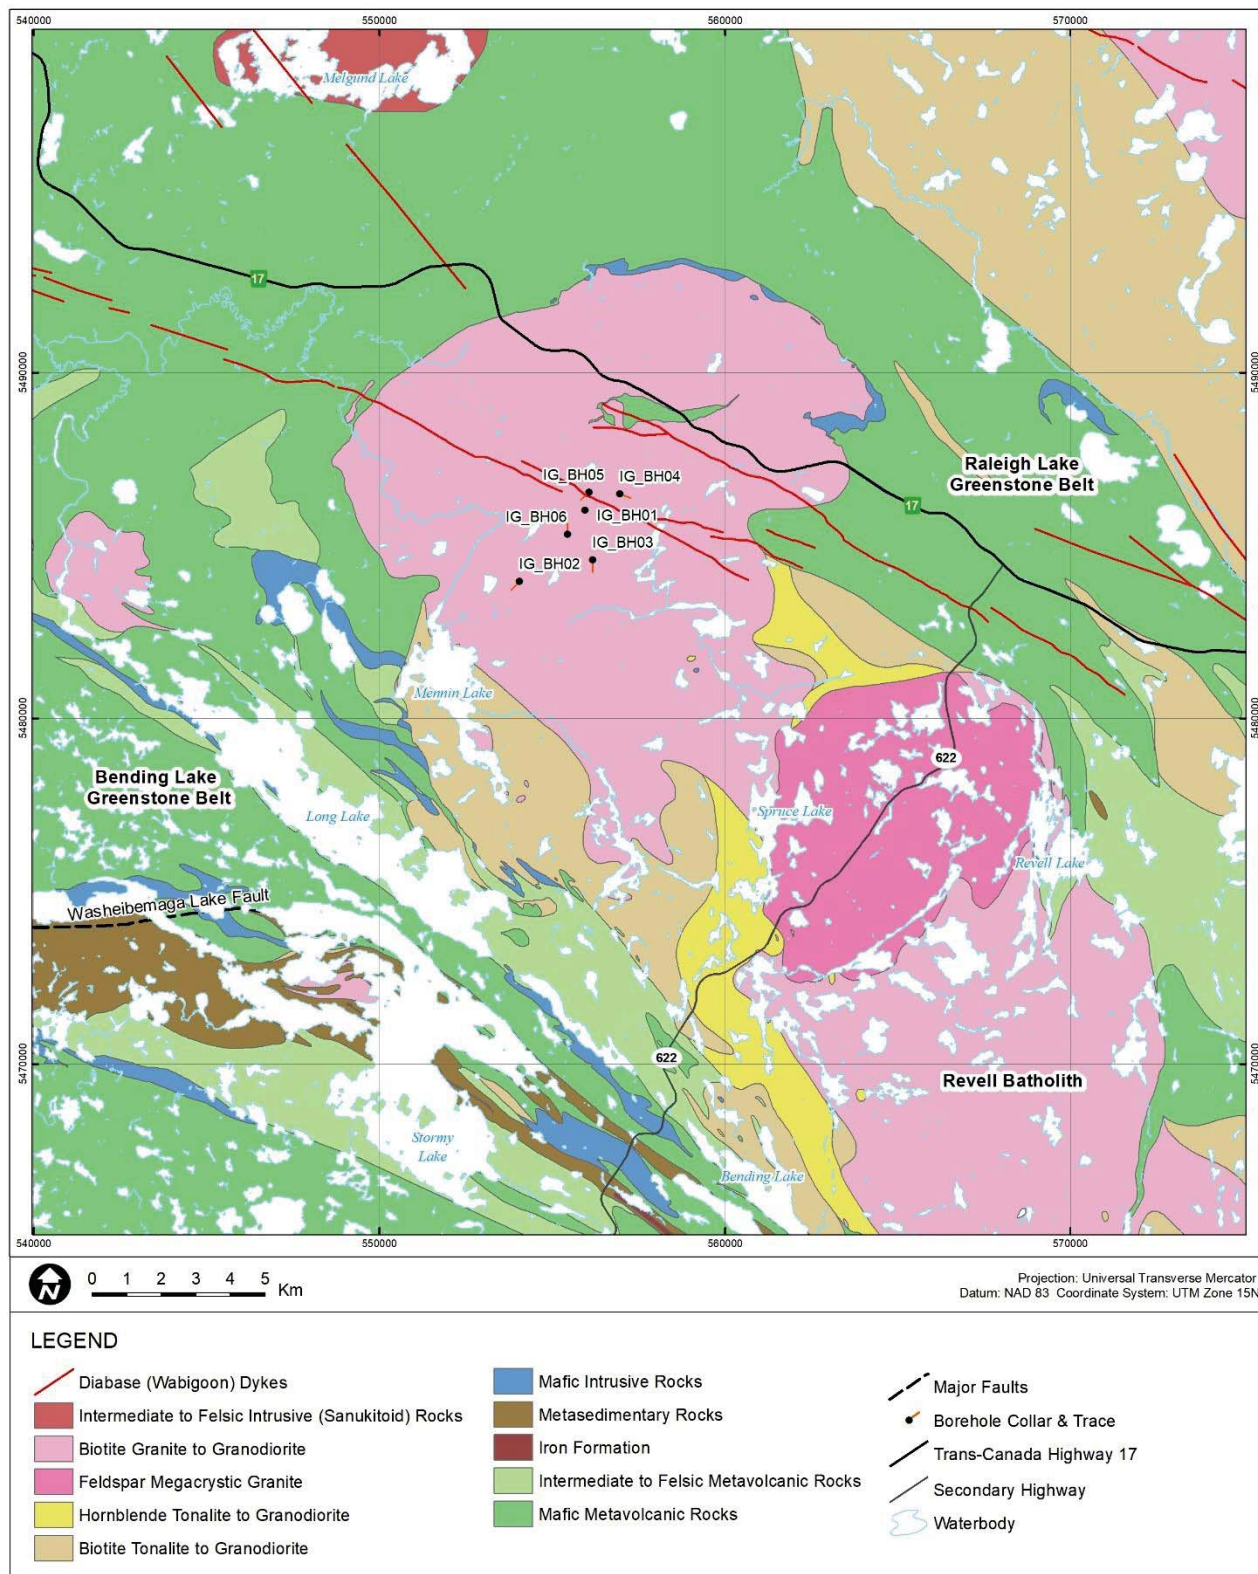 540000
550000
560000
570000
Melgund Lake
17
5490000
5490000
Raleigh Lake
Greenstone Belt
IG_BH05
IG_BH04
IG_BH06
IG_BH01
17
IG_BH03
IG_BH02
Mennin Lake
5480000
5480000
Bending Lake
Greenstone Belt
622
Long Lake
Spruce Lake
Revell Lake
Washeibemaga Lake Fault
5470000
5470000
622
Revell Batholith
Stormy
Lake
Bending Lake
540000
550000
560000
570000
N
0 1 2 3 4 5
Km
Projection: Universal Transverse Mercator
Datum: NAD 83 Coordinate System: UTM Zone 15N
LEGEND
Diabase (Wabigoon) Dykes
Intermediate to Felsic Intrusive (Sanukitoid) Rocks
Biotite Granite to Granodiorite
Feldspar Megacrystic Granite
Hornblende Tonalite to Granodiorite
Biotite Tonalite to Granodiorite
Mafic Intrusive Rocks
Metasedimentary Rocks
Iron Formation
Intermediate to Felsic Metavolcanic Rocks
Mafic Metavolcanic Rocks
Major Faults
Borehole Collar & Trace
Trans-Canada Highway 17
Secondary Highway
Waterbody